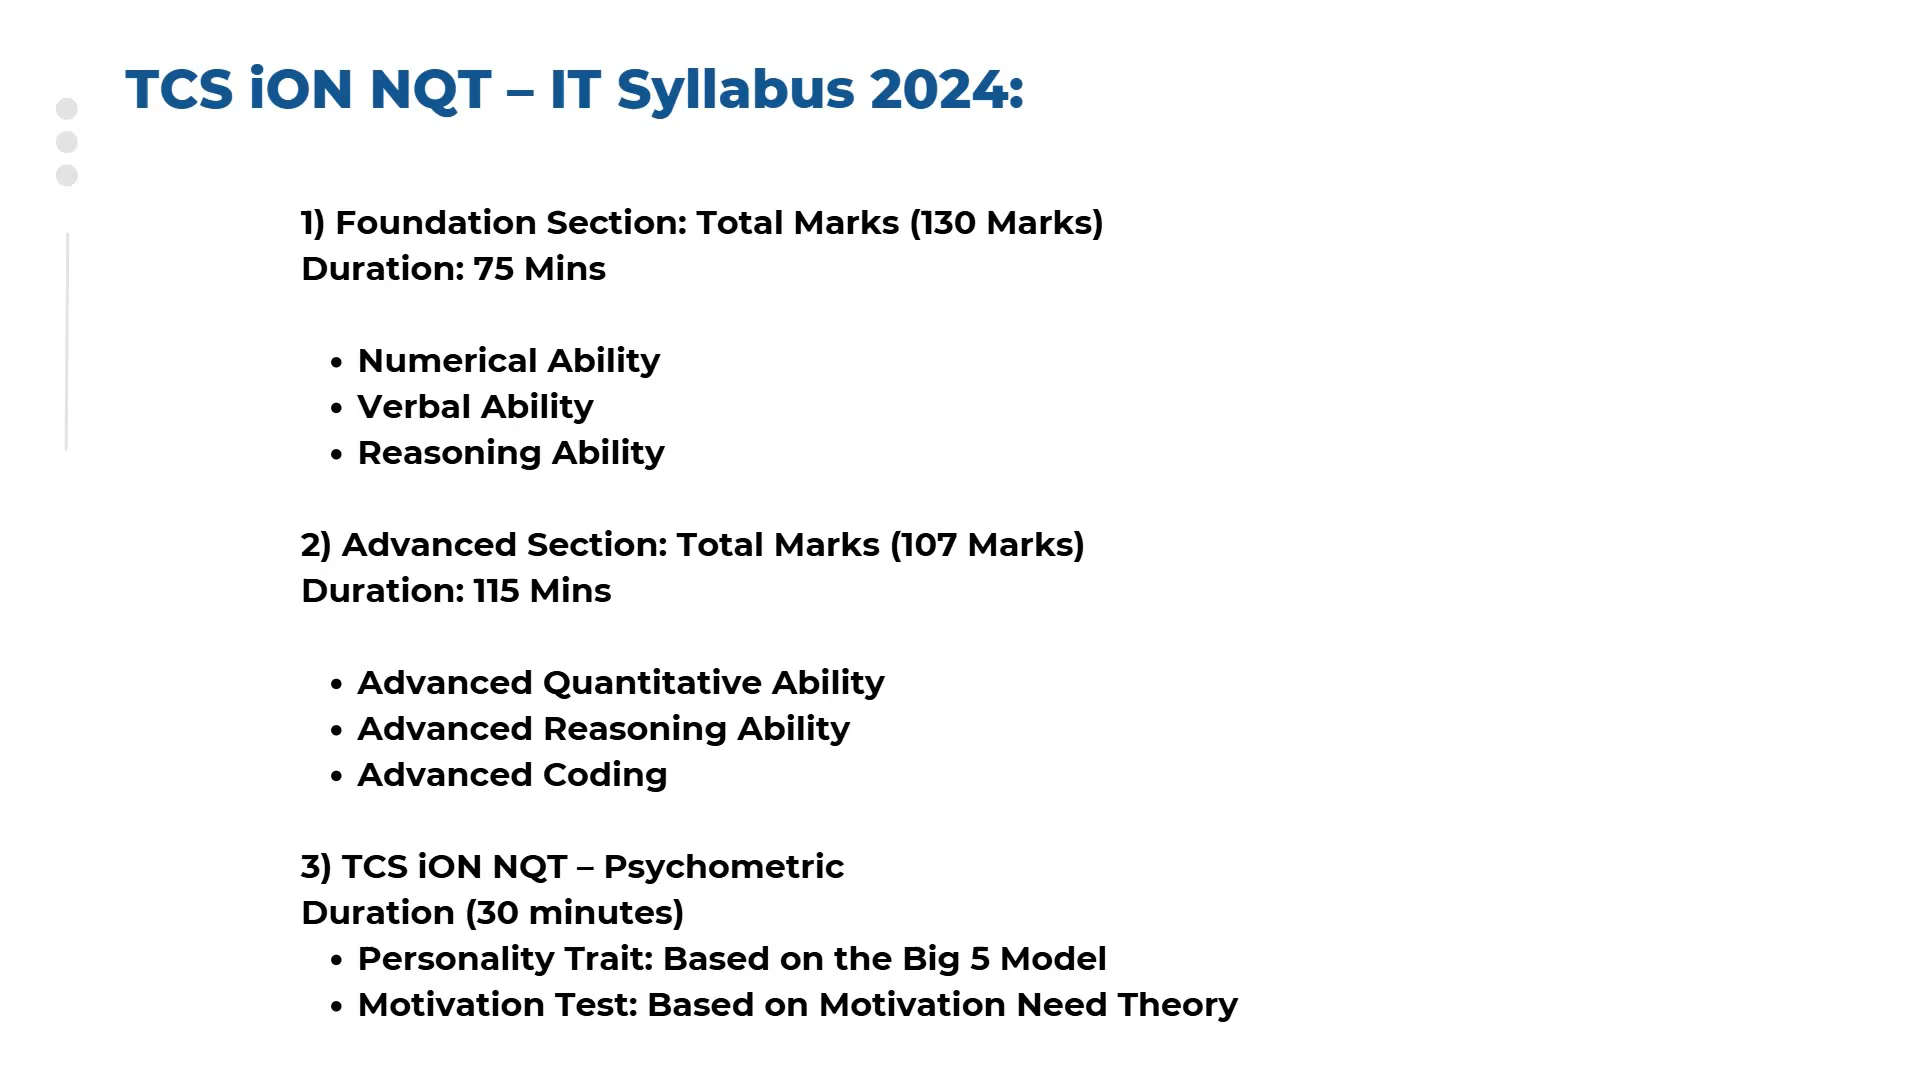 TCS iON NQT – IT Syllabus 2024:
1) Foundation Section: Total Marks (130 Marks)
Duration: 75 Mins
• Numerical Ability
• Verbal Ability
• Reasoning Ability
2) Advanced Section: Total Marks (107 Marks)
Duration: 115 Mins
• Advanced Quantitative Ability
• Advanced Reasoning Ability
• Advanced Coding
3) TCS iON NQT – Psychometric
Duration (30 minutes)
• Personality Trait: Based on the Big 5 Model
• Motivation Test: Based on Motivation Need Theory